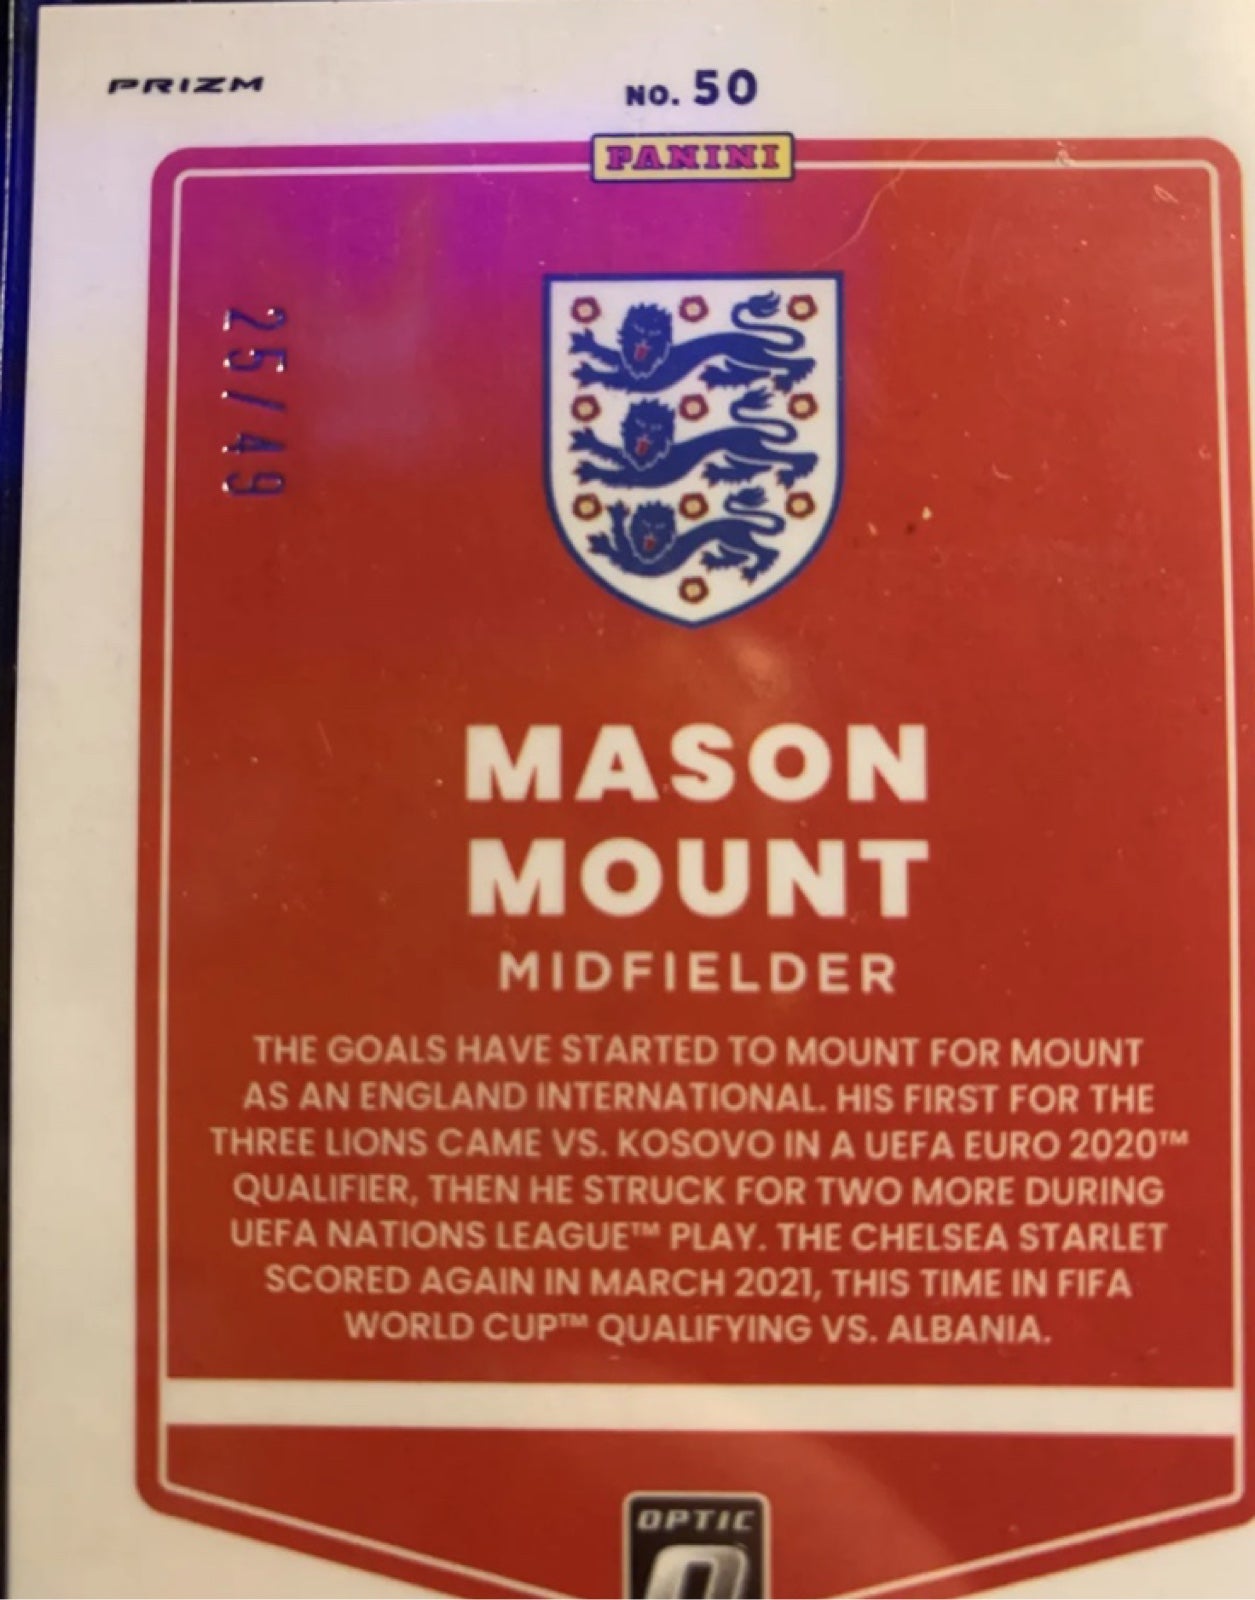 PRIZM
NO. 50
PANINI
25/49
MASON
MOUNT
MIDFIELDER
THE GOALS HAVE STARTED TO MOUNT FOR MOUNT
AS AN ENGLAND INTERNATIONAL. HIS FIRST FOR THE
THREE LIONS CAME VS. KOSOVO IN A UEFA EURO 2020™
QUALIFIER, THEN HE STRUCK FOR TWO MORE DURING
UEFA NATIONS LEAGUE™ PLAY. THE CHELSEA STARLET
SCORED AGAIN IN MARCH 2021, THIS TIME IN FIFA
WORLD CUP™ QUALIFYING VS. ALBANIA.
OPTIC